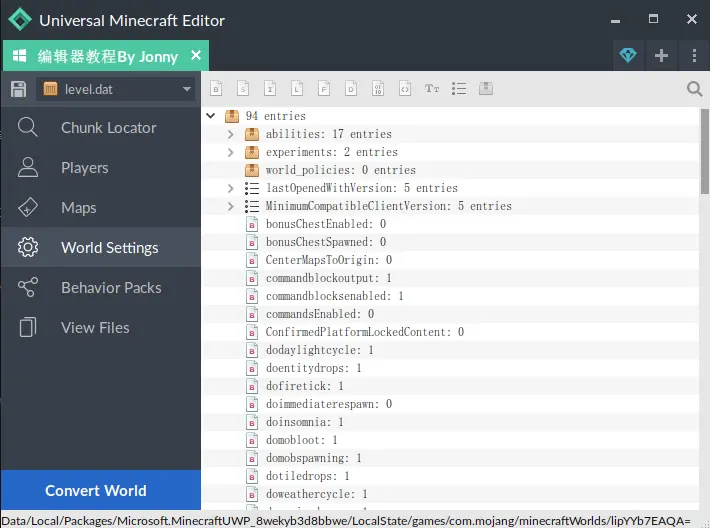 Universal Minecraft Editor
编辑器教程By Jonny
level.dat
B S I L F D
Chunk Locator
Players
Maps
World Settings
Behavior Packs
View Files
Convert World
94 entries
abilities: 17 entries
experiments: 2 entries
world_policies: 0 entries
lastOpenedWithVersion: 5 entries
MinimumCompatibleClientVersion: 5 entries
bonusChestEnabled: 0
bonusChestSpawned: 0
CenterMapsToOrigin: 0
commandblockoutput: 1
commandblocksenabled: 1
commandsEnabled: 0
ConfirmedPlatformLockedContent: 0
dodaylightcycle: 1
doentitydrops: 1
dofiretick: 1
doimmediaterespawn: 0
doinsomnia: 1
domobloot: 1
domobspawning: 1
dotiledrops: 1
doweathercycle: 1
Data/Local/Packages/Microsoft.MinecraftUWP_8wekyb3d8bbwe/LocalState/games/com.mojang/minecraftWorlds/lipYYb7EAQA=